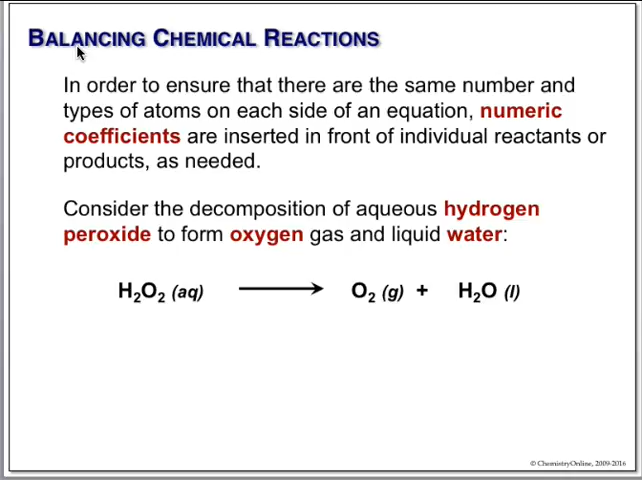 BALANCING CHEMICAL REACTIONS
In order to ensure that there are the same number and
types of atoms on each side of an equation, numeric
coefficients are inserted in front of individual reactants or
products, as needed.
Consider the decomposition of aqueous hydrogen
peroxide to form oxygen gas and liquid water:
H₂O₂ (aq) ⟶ O₂ (g) + H₂O (l)
© ChemistryOnline, 2009-2016